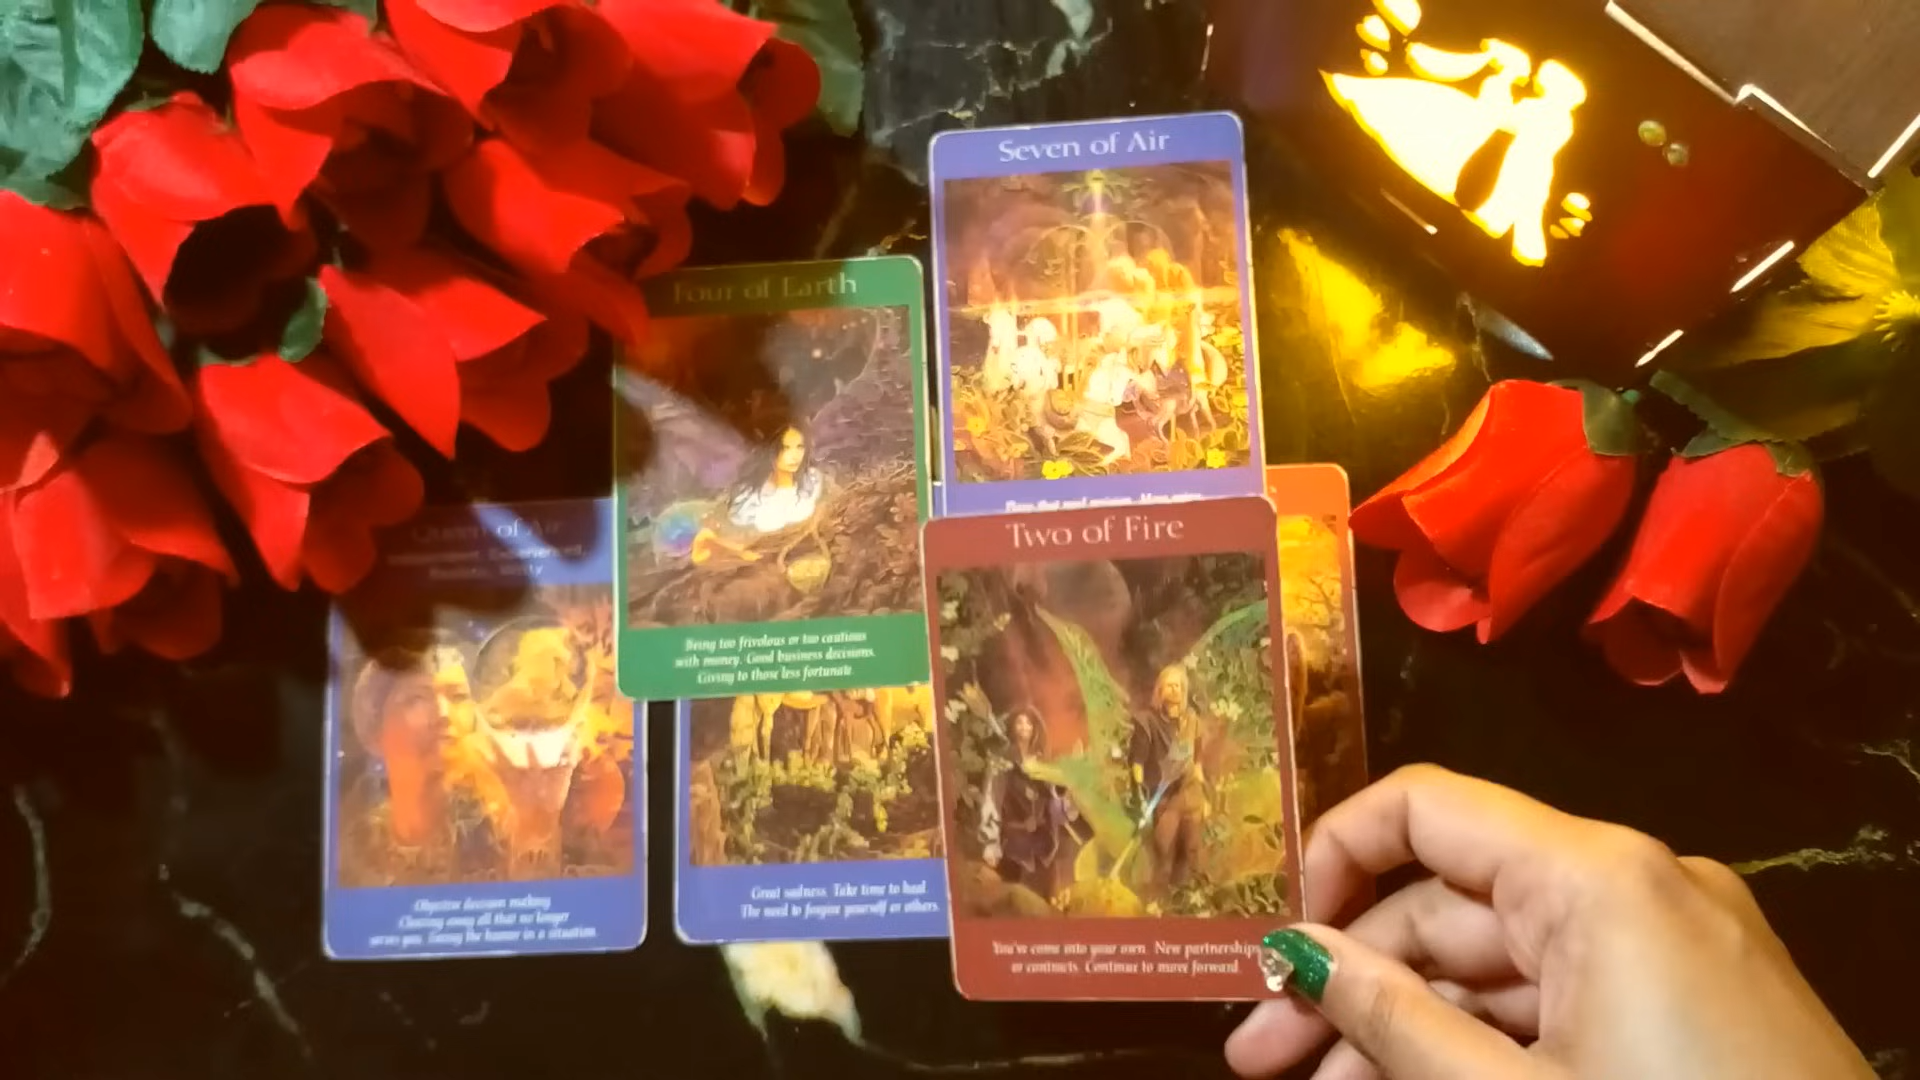 Seven of Air
Four of Earth
Being too frivolous or too cautious
with money. Good business decisions.
Giving to those less fortunate.
Two of Fire
You've come into your own. New partnerships
or contracts. Continue to move forward.
Queen of Air
Objective decision making
Clearing away all that no longer
serves you. Seeing the humor in a situation.
Great sadness. Take time to heal.
The need to forgive yourself or others.